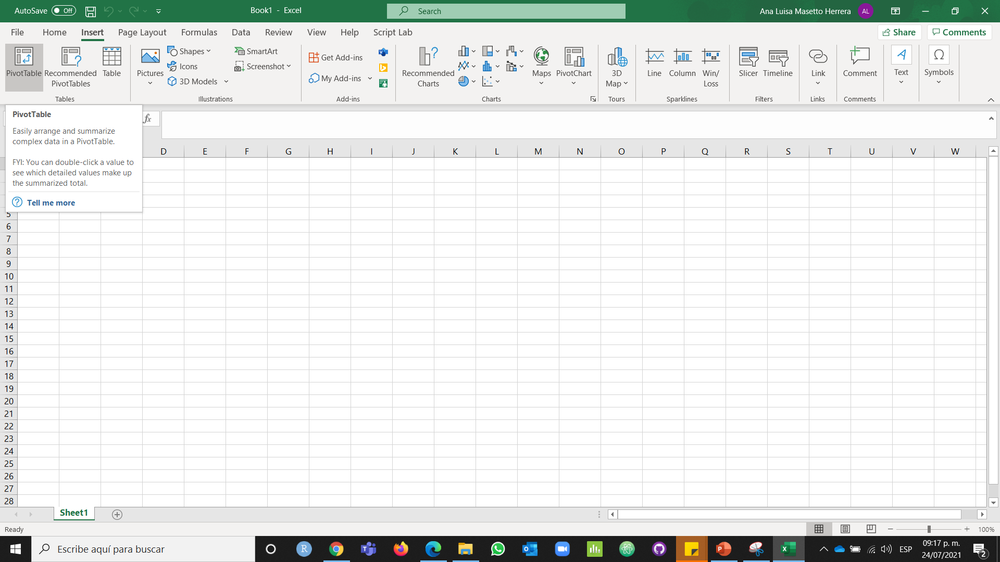 AutoSave Off
Book1 - Excel
Search
Ana Luisa Masetto Herrera AL
File Home Insert Page Layout Formulas Data Review View Help Script Lab
Share Comments
PivotTable
Recommended
PivotTables
Table
Tables
Pictures
Shapes
Icons
3D Models
SmartArt
Screenshot
Illustrations
Get Add-ins
My Add-ins
Add-ins
Recommended
Charts
Maps
PivotChart
Charts
3D
Map
Tours
Line
Column
Win/
Loss
Sparklines
Slicer
Timeline
Filters
Link
Links
Comment
Comments
Text
Symbols
PivotTable
Easily arrange and summarize
complex data in a PivotTable.
FYI: You can double-click a value to
see which detailed values make up
the summarized total.
Tell me more
fx
D E F G H I J K L M N O P Q R S T U V W
5
6
7
8
9
10
11
12
13
14
15
16
17
18
19
20
21
22
23
24
25
26
27
28
Sheet1
Ready
100%
Escribe aquí para buscar
ESP
09:17 p. m.
24/07/2021
2